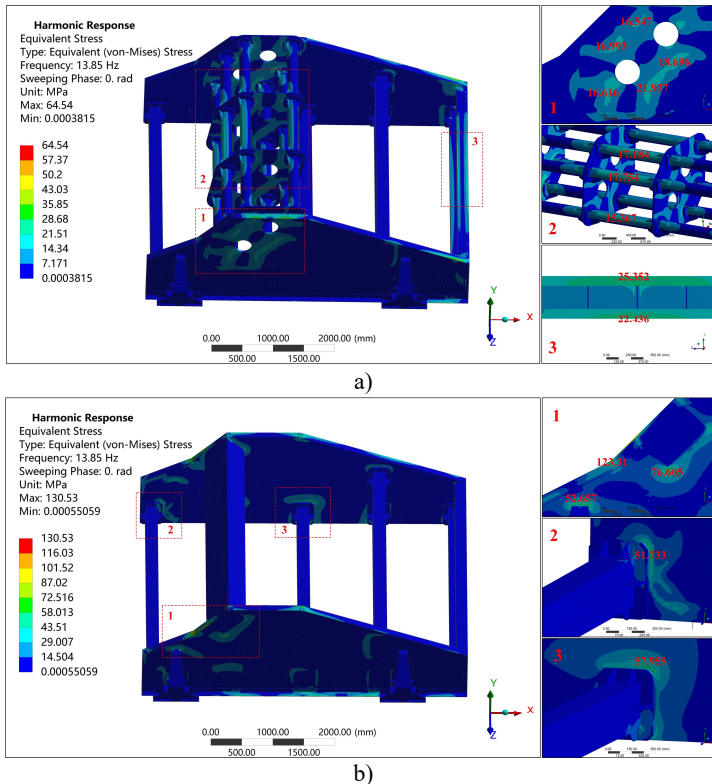 Harmonic Response
Equivalent Stress
Type: Equivalent (von-Mises) Stress
Frequency: 13.85 Hz
Sweeping Phase: 0. rad
Unit: MPa
Max: 64.54
Min: 0.0003815
64.54
57.37
50.2
43.03
35.85
28.68
21.51
14.34
7.171
0.0003815
1
2
3
0.00
1000.00
2000.00 (mm)
500.00
1500.00
Y
X
Z
16.547
21.937
1
2
25.352
22.436
3
a)
Harmonic Response
Equivalent Stress
Type: Equivalent (von-Mises) Stress
Frequency: 13.85 Hz
Sweeping Phase: 0. rad
Unit: MPa
Max: 130.53
Min: 0.00055059
130.53
116.03
101.52
87.02
72.516
58.013
43.51
29.007
14.504
0.00055059
1
2
3
0.00
1000.00
2000.00 (mm)
500.00
1500.00
Y
X
Z
1
2
3
b)